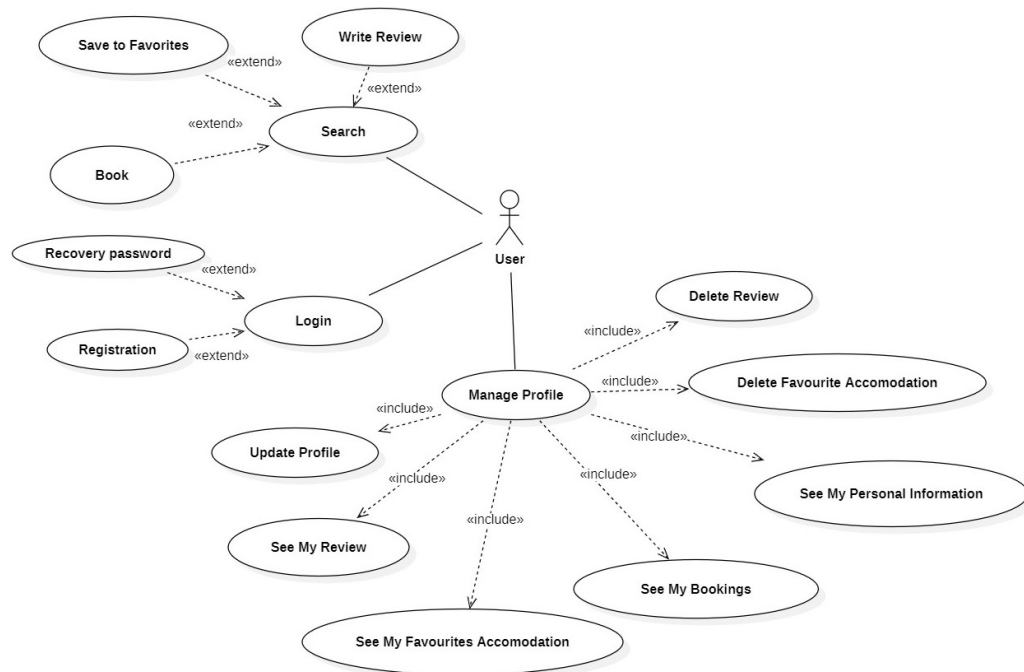 Save to Favorites
Write Review
«extend»
«extend»
Search
«extend»
Book
Recovery password
«extend»
User
Login
Registration
«extend»
Delete Review
«include»
Delete Favourite Accomodation
«include»
Manage Profile
«include»
«include»
Update Profile
«include»
«include»
See My Personal Information
«include»
See My Review
See My Bookings
See My Favourites Accomodation